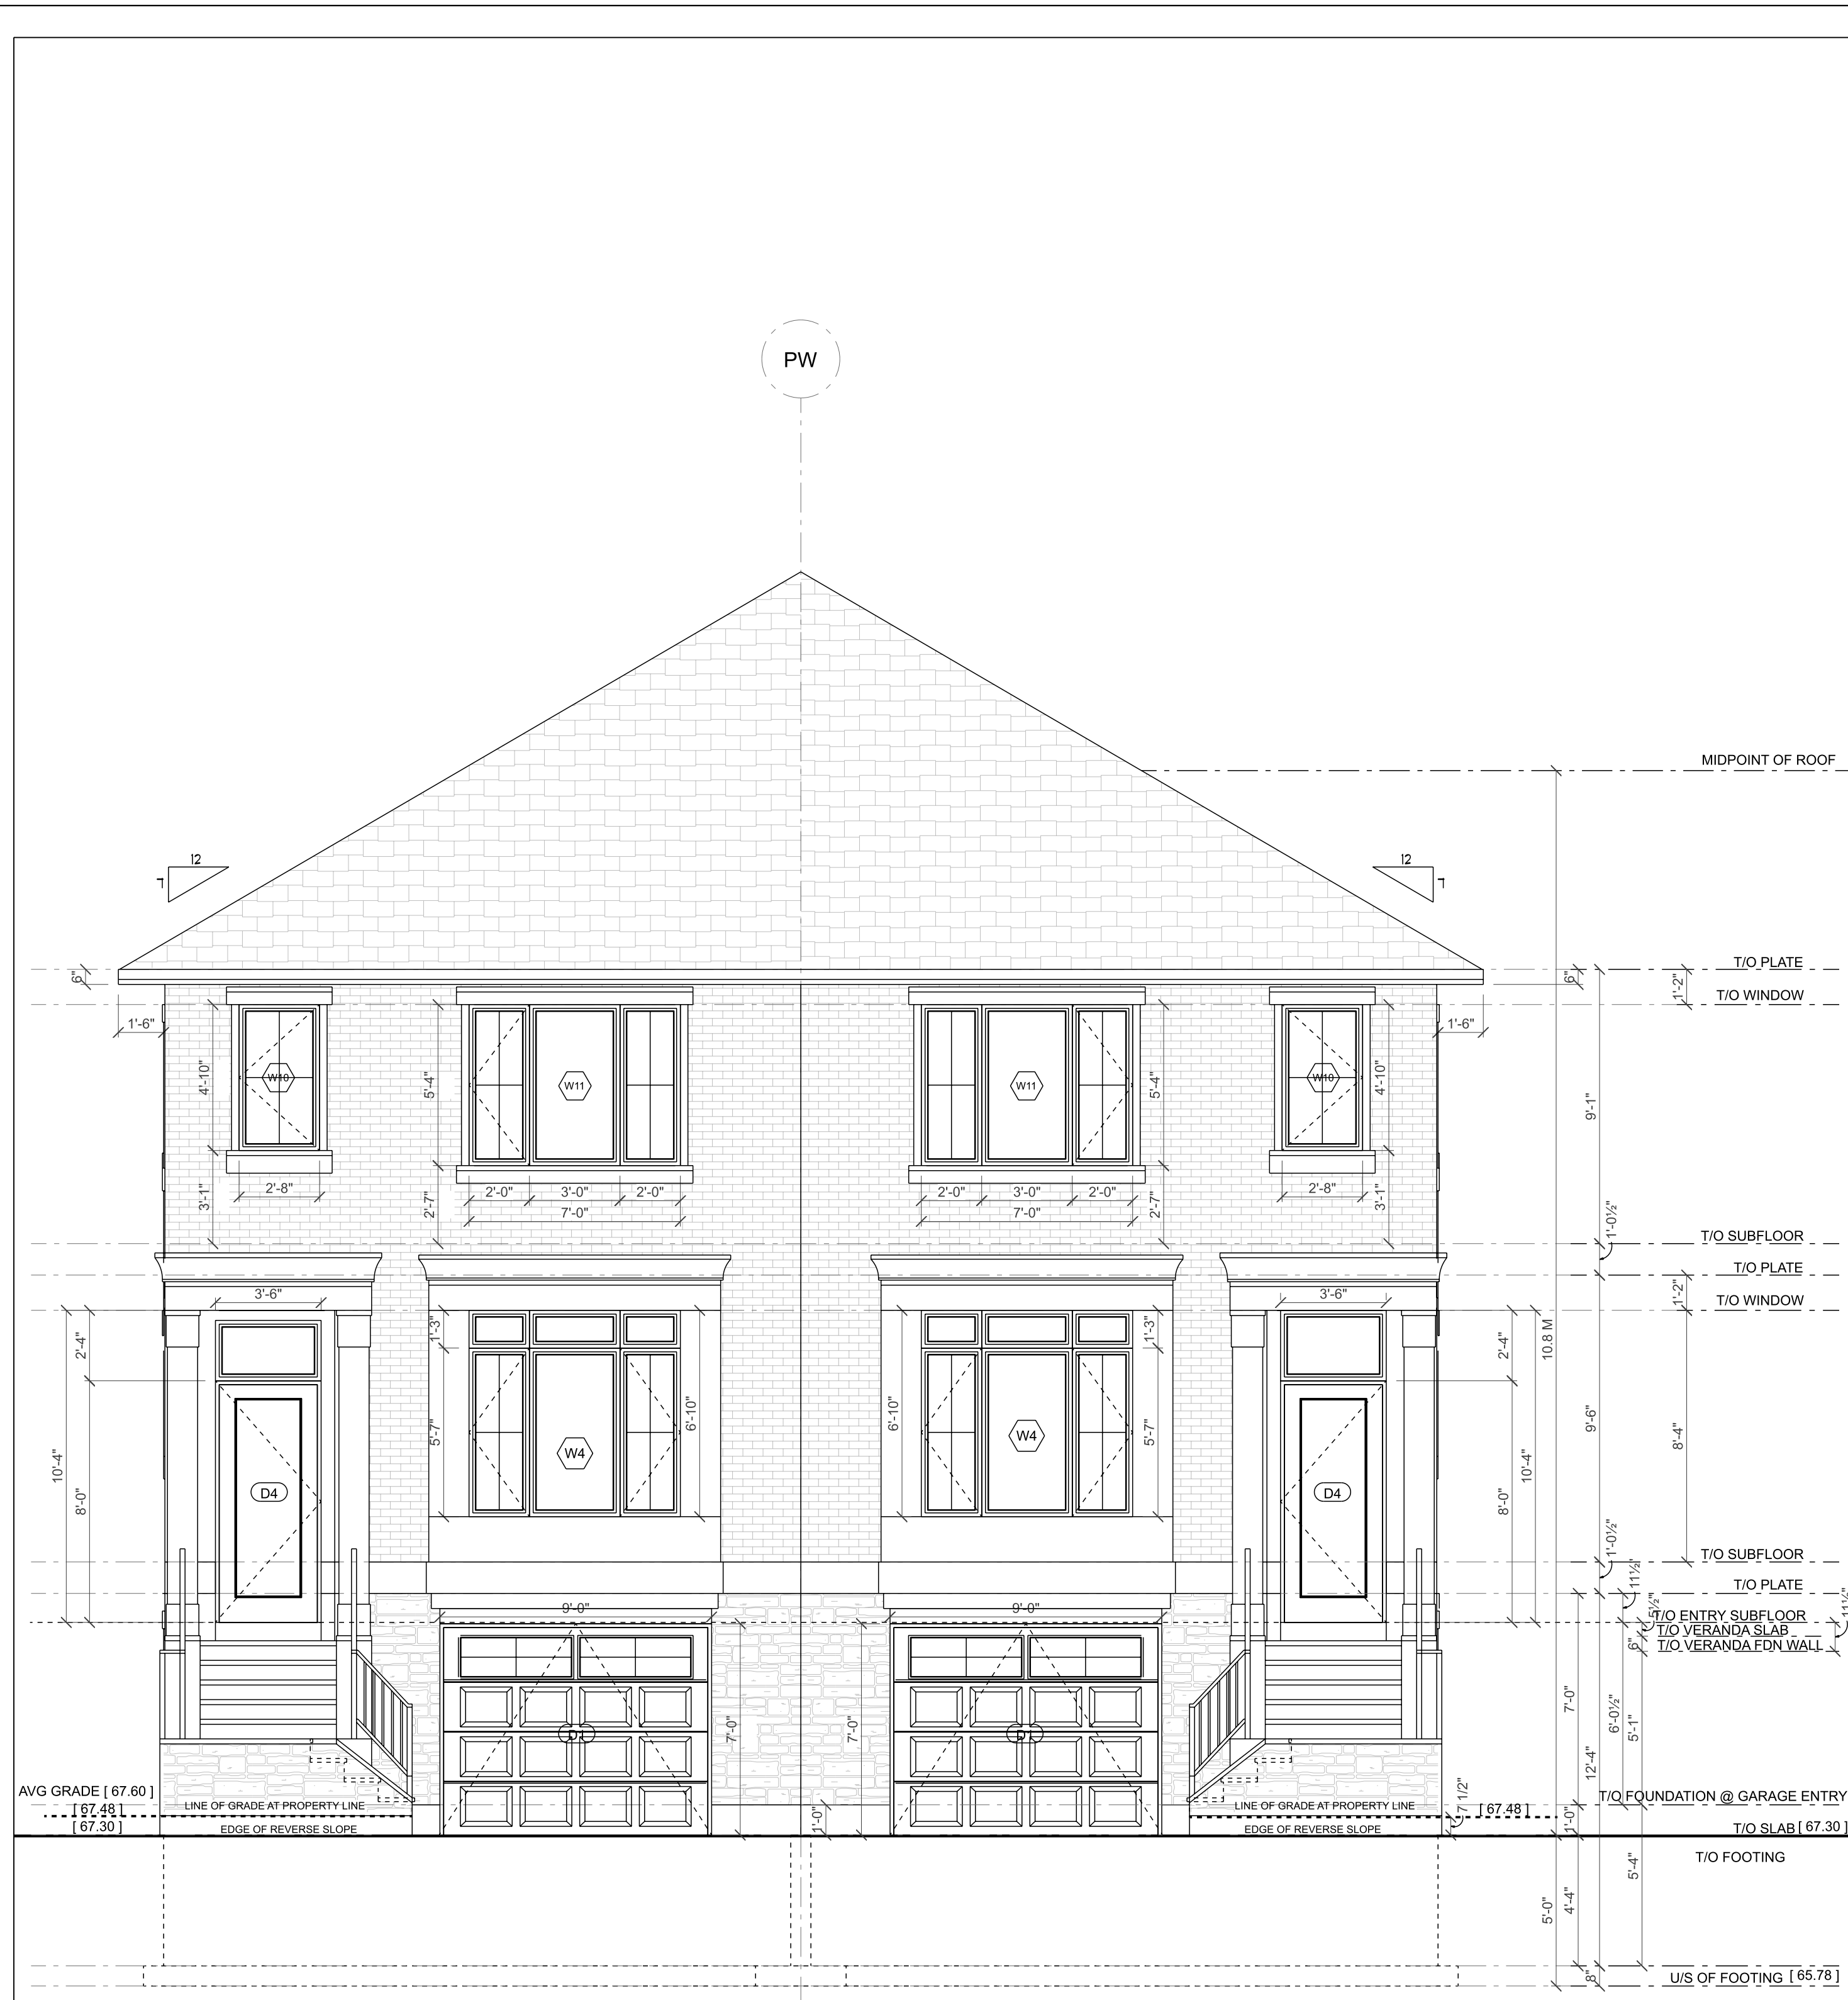 PW
MIDPOINT OF ROOF
12
7
12
7
T/O PLATE
6"
6"
1'-2"
T/O WINDOW
1'-6"
1'-6"
4'-10"
W10
5'-4"
W11
W11
5'-4"
W10
4'-10"
9'-1"
3'-1"
2'-8"
2'-7"
2'-0"
3'-0"
2'-0"
7'-0"
2'-0"
3'-0"
2'-0"
7'-0"
2'-7"
2'-8"
3'-1"
1'-0½"
T/O SUBFLOOR
T/O PLATE
3'-6"
3'-6"
1'-2"
T/O WINDOW
2'-4"
1'-3"
1'-3"
2'-4"
10.8 M
10'-4"
8'-0"
D4
5'-7"
W4
6'-10"
6'-10"
W4
5'-7"
D4
8'-0"
10'-4"
9'-6"
8'-4"
1'-0½"
T/O SUBFLOOR
11½"
T/O PLATE
9'-0"
9'-0"
5½"
T/O ENTRY SUBFLOOR
11½"
T/O VERANDA SLAB
6"
T/O VERANDA FDN WALL
7'-0"
6'-0½"
5'-1"
D1
7'-0"
7'-0"
D1
12'-4"
AVG GRADE [ 67.60 ]
[ 67.48 ]
LINE OF GRADE AT PROPERTY LINE
LINE OF GRADE AT PROPERTY LINE
[ 67.48 ]
7 1/2"
T/O FOUNDATION @ GARAGE ENTRY
[ 67.30 ]
EDGE OF REVERSE SLOPE
1'-0"
EDGE OF REVERSE SLOPE
1'-0"
T/O SLAB [ 67.30 ]
T/O FOOTING
5'-0"
4'-4"
5'-4"
8"
U/S OF FOOTING [ 65.78 ]